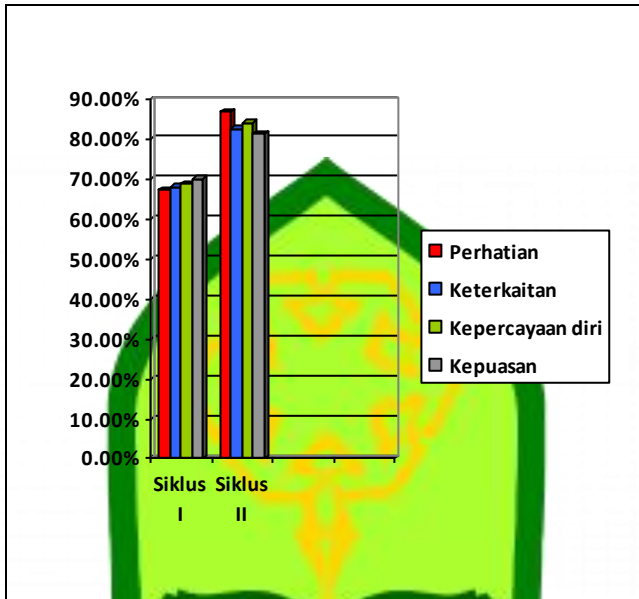 90.00%
80.00%
70.00%
60.00%
50.00%
40.00%
30.00%
20.00%
10.00%
0.00%
Siklus I
Siklus II
Perhatian
Keterkaitan
Kepercayaan diri
Kepuasan